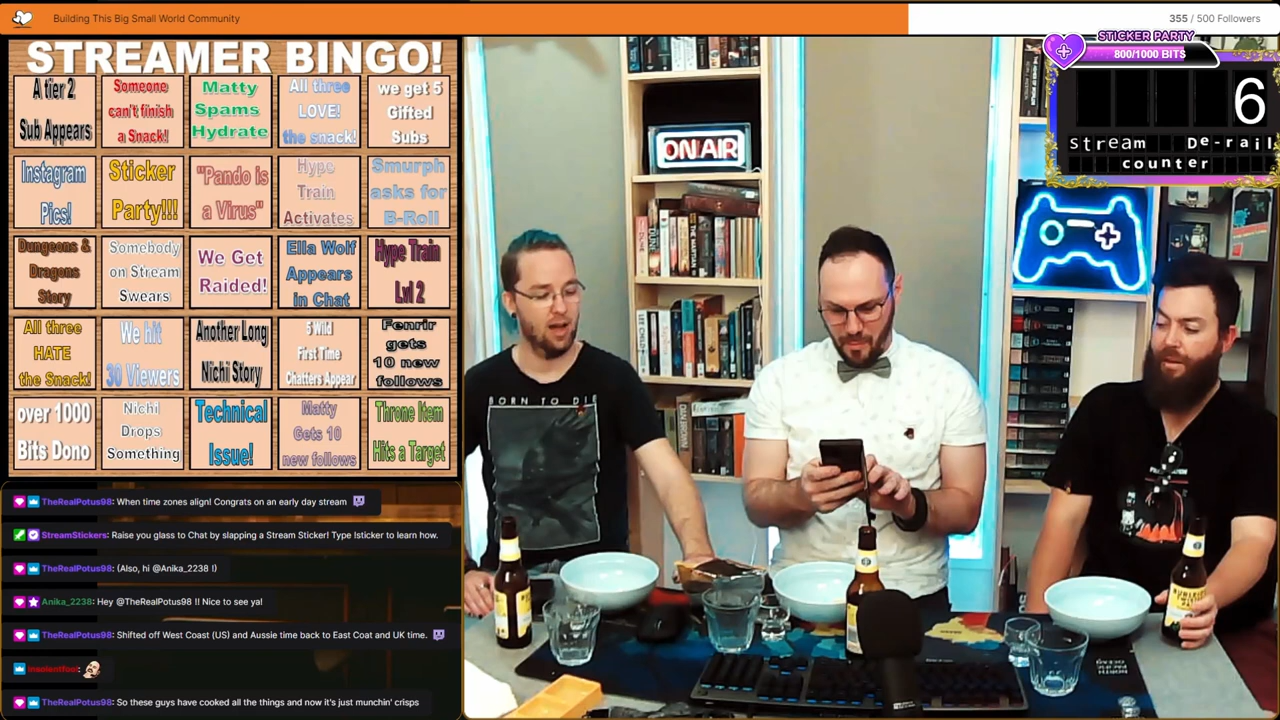 Building This Big Small World Community
355 / 500 Followers
STICKER PARTY
800/1000 BITS
6
stream De-rail
counter
STREAMER BINGO!
A tier 2
Sub Appears
Someone
can't finish
a Snack!
Matty
Spams
Hydrate
All three
LOVE!
the snack!
we get 5
Gifted
Subs
Instagram
Pics!
Sticker
Party!!!
"Pando is
a Virus"
Hype
Train
Activates
Smurph
asks for
B-Roll
Dungeons &
Dragons
Story
Somebody
on Stream
Swears
We Get
Raided!
Ella Wolf
Appears
in Chat
Hype Train
Lvl 2
All three
HATE
the Snack!
We hit
30 Viewers
Another Long
Nichi Story
5 Wild
First Time
Chatters Appear
Fenrir
gets
10 new
follows
over 1000
Bits Dono
Nichi
Drops
Something
Technical
Issue!
Matty
Gets 10
new follows
Throne Item
Hits a Target
TheRealPotus98: When time zones align! Congrats on an early day stream
StreamStickers: Raise you glass to Chat by slapping a Stream Sticker! Type !sticker to learn how.
TheRealPotus98: (Also, hi @Anika_2238 !)
Anika_2238: Hey @TheRealPotus98 !! Nice to see ya!
TheRealPotus98: Shifted off West Coast (US) and Aussie time back to East Coat and UK time.
insolentfool:
TheRealPotus98: So these guys have cooked all the things and now it's just munchin' crisps
ON AIR
DUNE
THE MARTIAN
LEE CHILD
DAN BROWN
BORN TO DIE